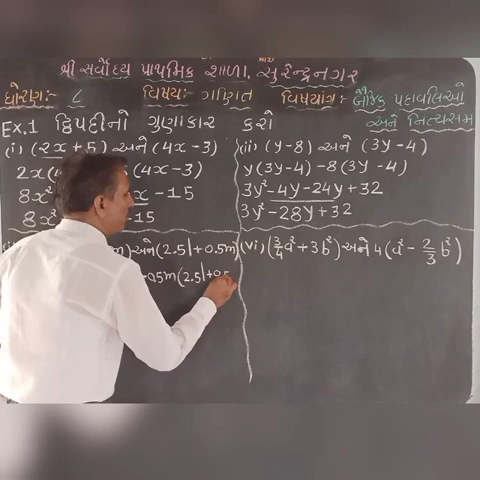 શ્રી સર્વોદય પ્રાથમિક શાળા. સુરેન્દ્રનગર
ધોરણ:- ૮ વિષય:- ગણિત વિષયાંગ:- બૈજિક પદાવલિઓ
અને નિત્યસમ
Ex.1 દ્વિપદીનો ગુણાકાર કરો
(i) (2x+5) અને (4x-3)
2x( (4x-3)
8x² x-15
8x² -15
(ii) (y-8) અને (3y-4)
y(3y-4)-8(3y-4)
3y²-4y-24y+32
3y²-28y+32
m) અને (2.5l+0.5m)
0.5m(2.5l+0.5
(vi) (3/4 a²+3b²) અને 4(a²-2/3 b²)